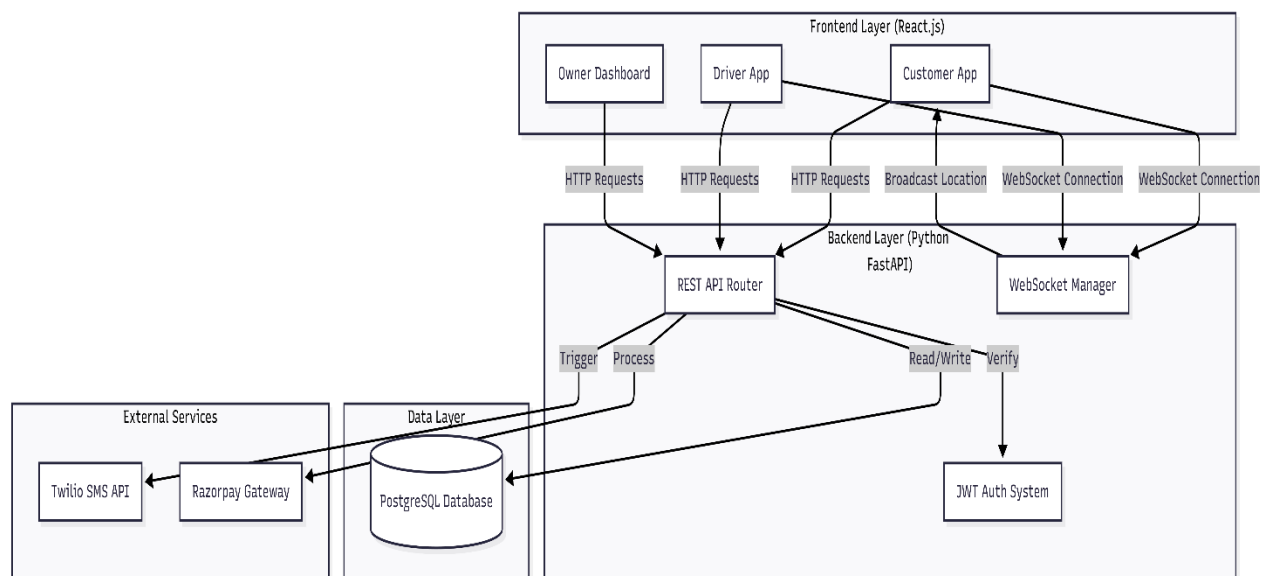 Frontend Layer (React.js)
Owner Dashboard
Driver App
Customer App
HTTP Requests
HTTP Requests
HTTP Requests
Broadcast Location
WebSocket Connection
WebSocket Connection
Backend Layer (Python
FastAPI)
REST API Router
WebSocket Manager
Trigger
Process
Read/Write
Verify
External Services
Data Layer
Twilio SMS API
Razorpay Gateway
PostgreSQL Database
JWT Auth System